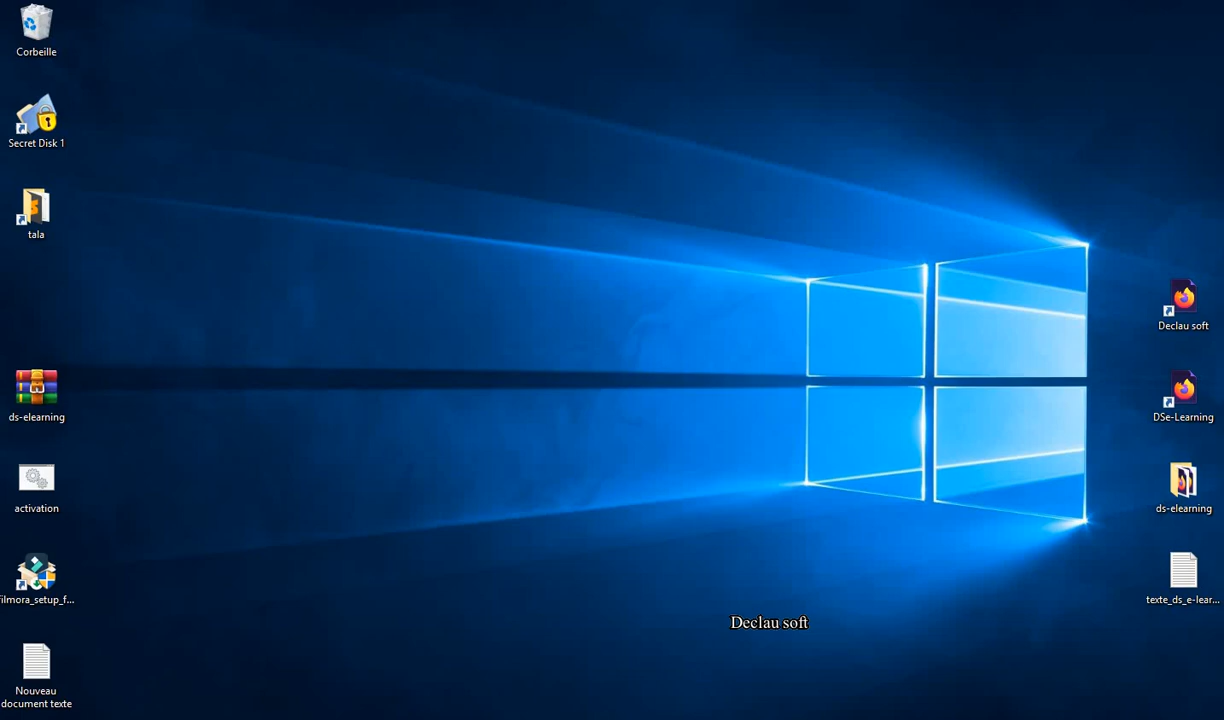 Corbeille
Secret Disk 1
tala
ds-elearning
activation
filmora_setup_f...
Nouveau
document texte
Declau soft
DSe-Learning
ds-elearning
texte_ds_e-lear...
Declau soft